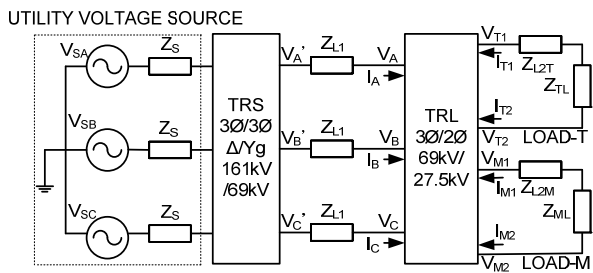 UTILITY VOLTAGE SOURCE
V_SA Z_S V_A' Z_L1 V_A I_A
V_SB Z_S V_B' Z_L1 V_B I_B
V_SC Z_S V_C' Z_L1 V_C I_C
TRS
3Ø/3Ø
Δ/Yg
161kV
/69kV
TRL
3Ø/2Ø
69kV/
27.5kV
V_T1 I_T1 Z_L2T Z_TL
I_T2
V_T2 LOAD-T
V_M1 I_M1 Z_L2M Z_ML
I_M2
V_M2 LOAD-M